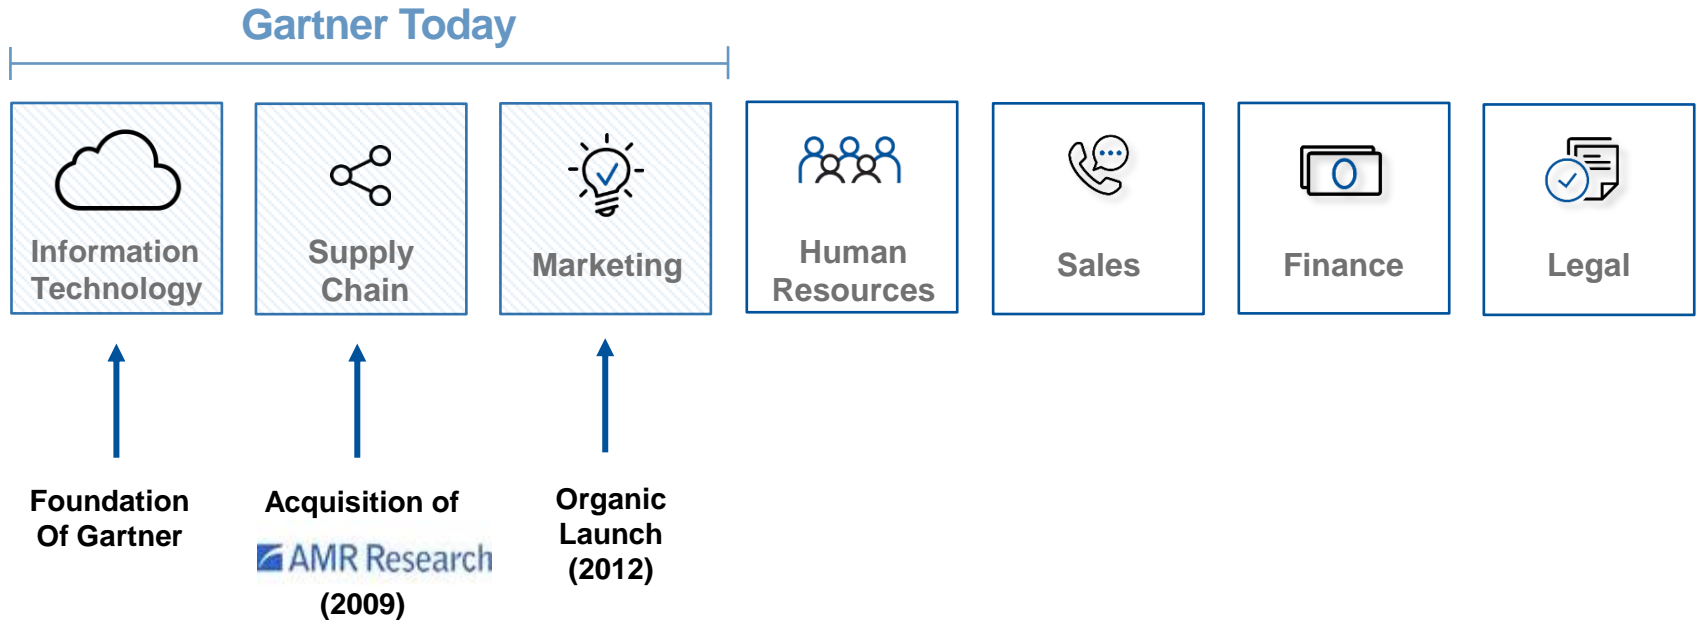 Gartner Today
Information
Technology
Supply
Chain
Marketing
Human
Resources
Sales
Finance
Legal
Foundation
Of Gartner
Acquisition of
AMR Research
(2009)
Organic
Launch
(2012)